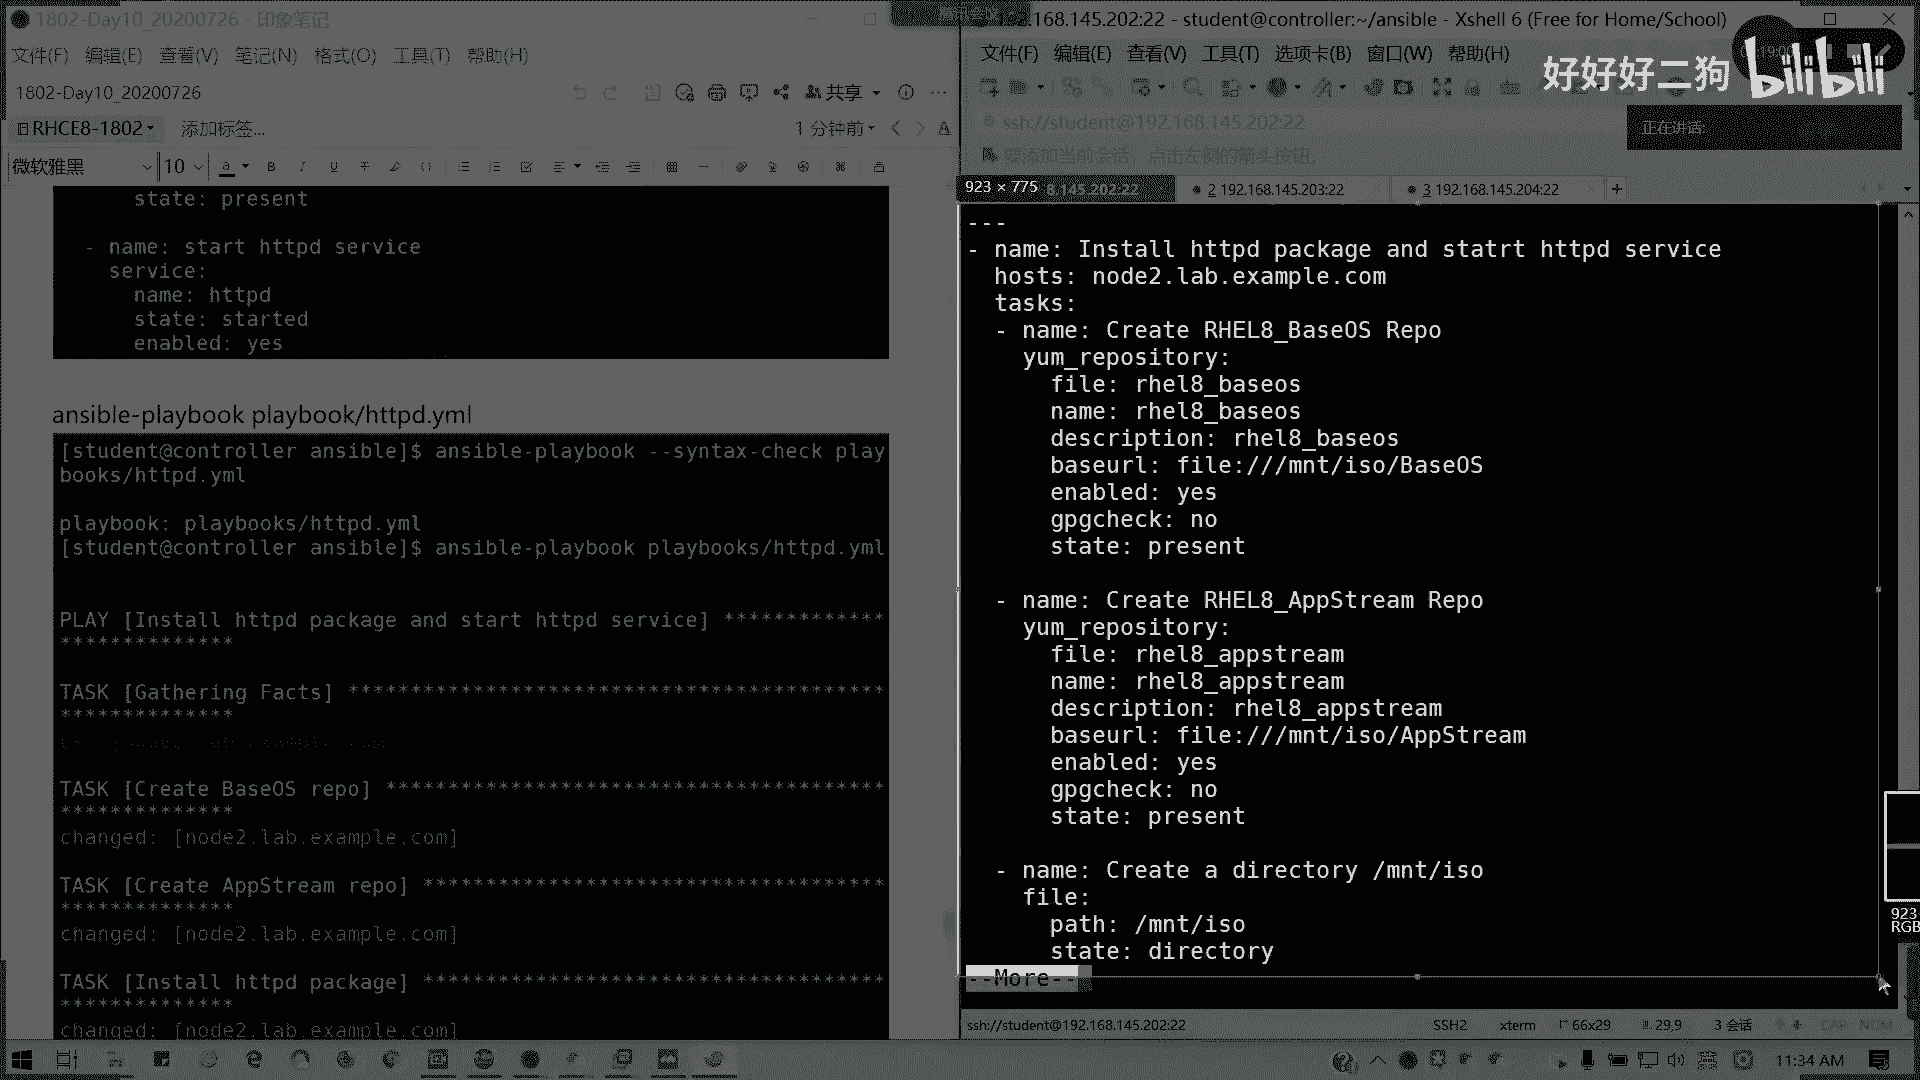 1802-Day10_20200726 - 印象笔记
文件(F) 编辑(E) 查看(V) 笔记(N) 格式(O) 工具(T) 帮助(H)
1802-Day10_20200726
共享
RHCE8-1802
添加标签...
1 分钟前
微软雅黑
10
state: present
- name: start httpd service
service:
name: httpd
state: started
enabled: yes
ansible-playbook playbook/httpd.yml
[student@controller ansible]$ ansible-playbook --syntax-check play
books/httpd.yml
playbook: playbooks/httpd.yml
[student@controller ansible]$ ansible-playbook playbooks/httpd.yml
PLAY [Install httpd package and start httpd service] *************
**************
TASK [Gathering Facts] *******************************************
**************
TASK [Create BaseOS repo] ****************************************
**************
changed: [node2.lab.example.com]
TASK [Create AppStream repo] *************************************
**************
changed: [node2.lab.example.com]
TASK [Install httpd package] *************************************
**************
changed: [node2.lab.example.com]
.168.145.202:22 - student@controller:~/ansible - Xshell 6 (Free for Home/School)
文件(F) 编辑(E) 查看(V) 工具(T) 选项卡(B) 窗口(W) 帮助(H)
好好好二狗 bilibili
ssh://student@192.168.145.202:22
正在讲话:
要添加当前会话，点击左侧的箭头按钮。
923 × 775
8.145.202:22
2 192.168.145.203:22
3 192.168.145.204:22
---
- name: Install httpd package and statrt httpd service
hosts: node2.lab.example.com
tasks:
- name: Create RHEL8_BaseOS Repo
yum_repository:
file: rhel8_baseos
name: rhel8_baseos
description: rhel8_baseos
baseurl: file:///mnt/iso/BaseOS
enabled: yes
gpgcheck: no
state: present
- name: Create RHEL8_AppStream Repo
yum_repository:
file: rhel8_appstream
name: rhel8_appstream
description: rhel8_appstream
baseurl: file:///mnt/iso/AppStream
enabled: yes
gpgcheck: no
state: present
- name: Create a directory /mnt/iso
file:
path: /mnt/iso
state: directory
--More--
923
RGB
ssh://student@192.168.145.202:22
SSH2
xterm
66x29
29,9
3 会话
CAP NUM
英
11:34 AM